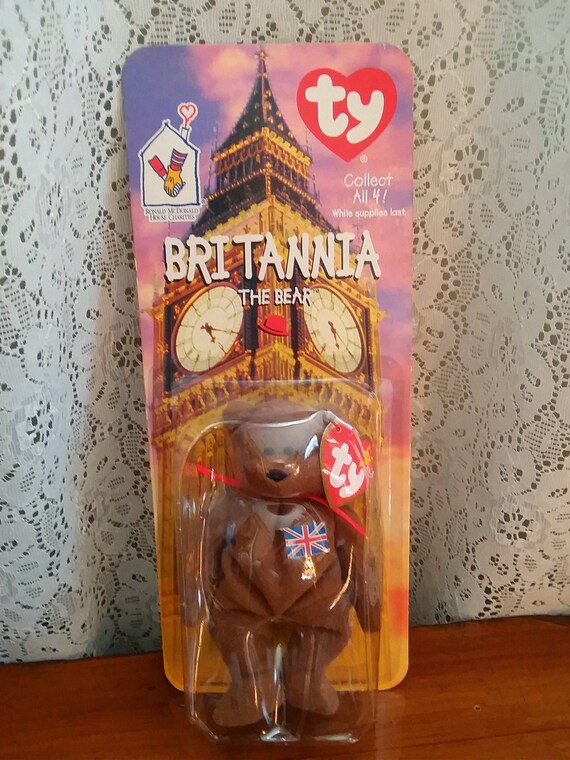 ty
®
Collect
All 4!
While supplies last.
RONALD MCDONALD
HOUSE CHARITIES
BRITANNIA
THE BEAR
ty